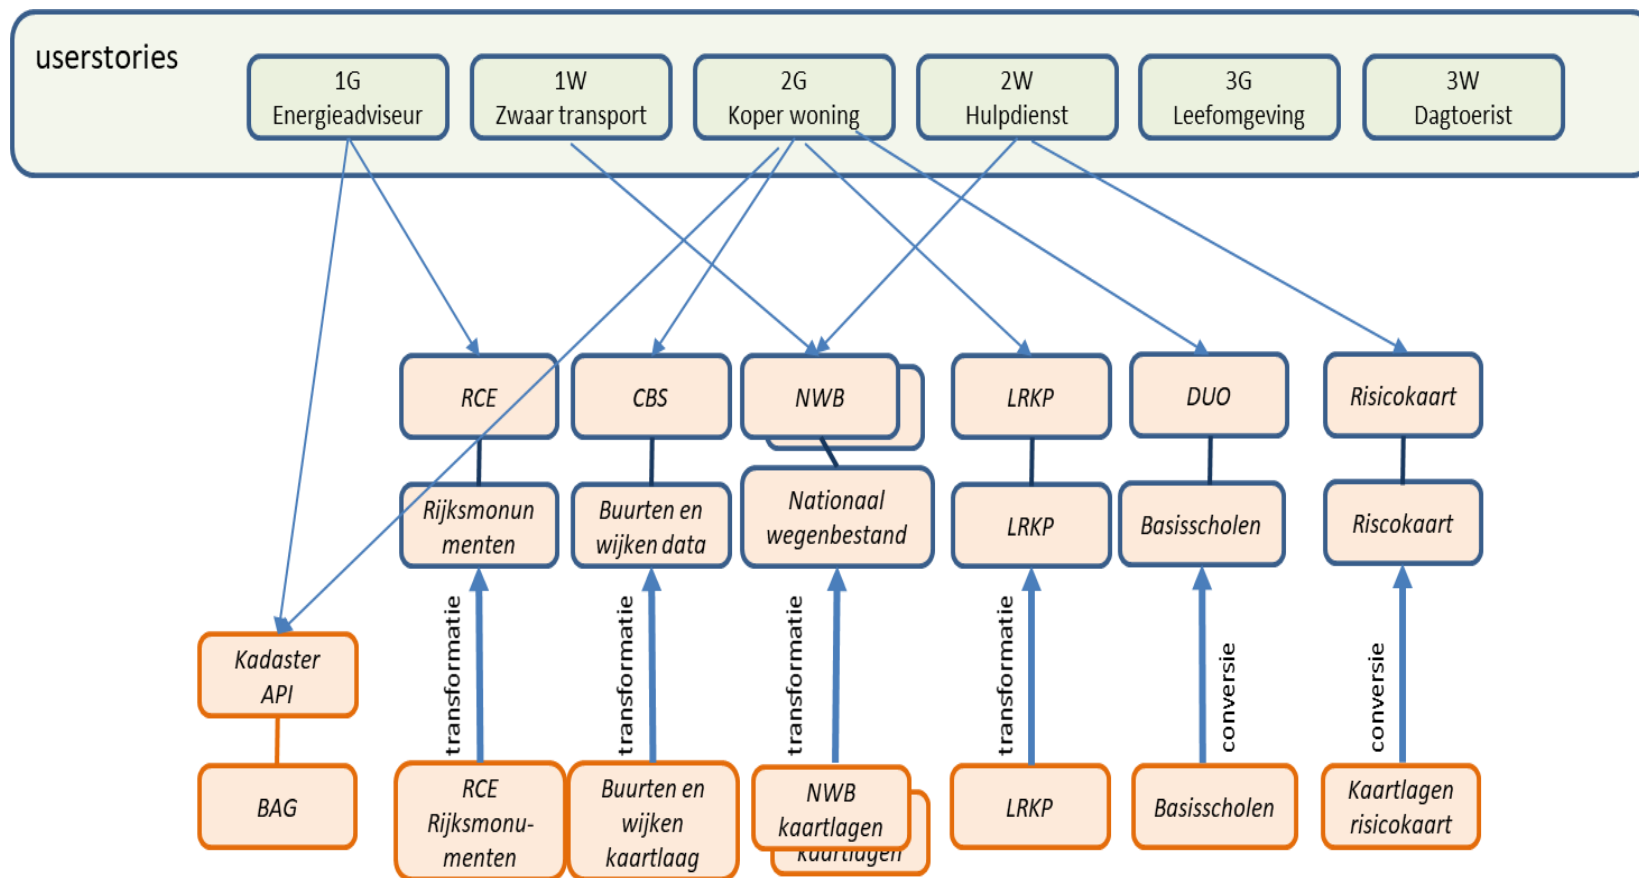 userstories
1G
Energieadviseur
1W
Zwaar transport
2G
Koper woning
2W
Hulpdienst
3G
Leefomgeving
3W
Dagtoerist
RCE
CBS
NWB
LRKP
DUO
Risicokaart
Rijksmonun
menten
Buurten en
wijken data
Nationaal
wegenbestand
LRKP
Basisscholen
Riscokaart
transformatie
transformatie
transformatie
transformatie
conversie
conversie
Kadaster
API
BAG
RCE
Rijksmonu-
menten
Buurten en
wijken
kaartlaag
NWB
kaartlagen
kaartlagen
LRKP
Basisscholen
Kaartlagen
risicokaart